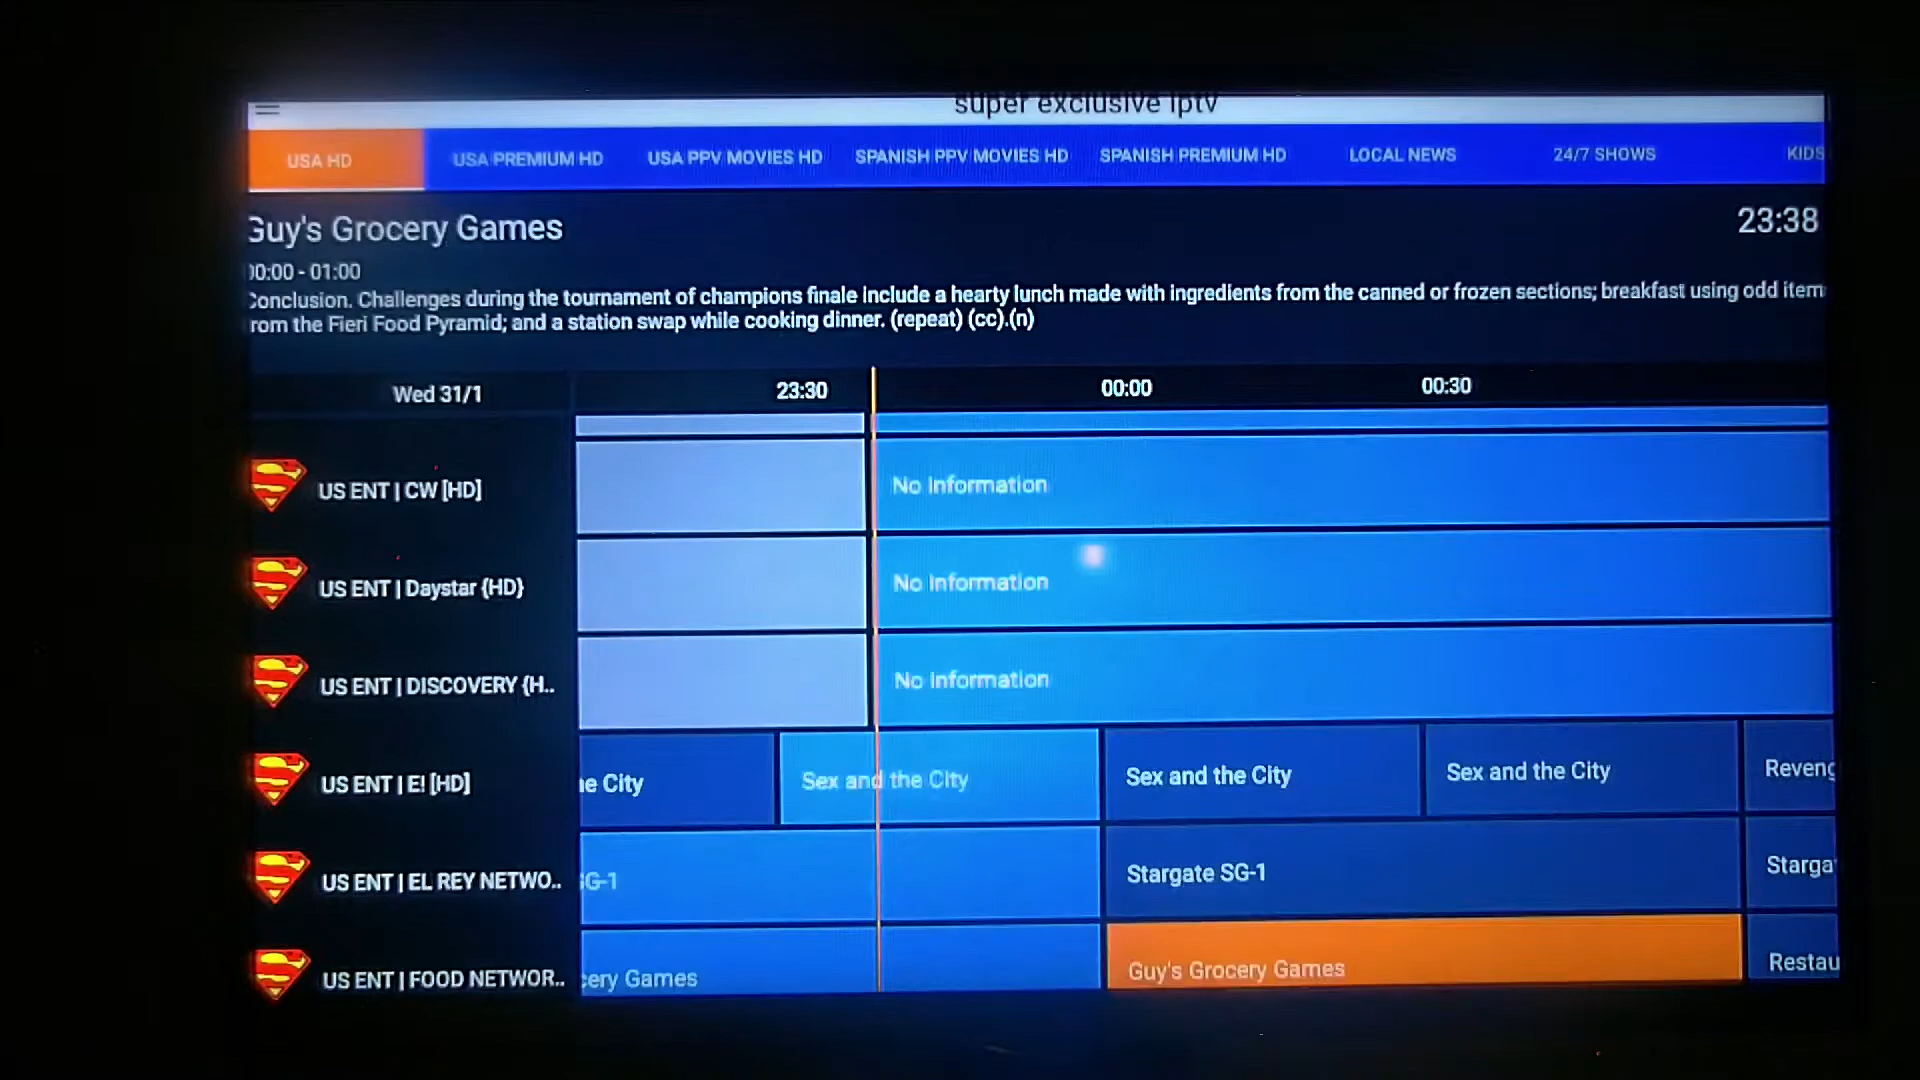 super exclusive iptv
USA HD
USA PREMIUM HD
USA PPV MOVIES HD
SPANISH PPV MOVIES HD
SPANISH PREMIUM HD
LOCAL NEWS
24/7 SHOWS
KIDS
Guy's Grocery Games
23:38
00:00 - 01:00
Conclusion. Challenges during the tournament of champions finale include a hearty lunch made with ingredients from the canned or frozen sections; breakfast using odd item
rom the Fieri Food Pyramid; and a station swap while cooking dinner. (repeat) (cc).(n)
Wed 31/1
23:30
00:00
00:30
US ENT | CW [HD]
No Information
US ENT | Daystar {HD}
No Information
US ENT | DISCOVERY {H..
No Information
US ENT | E! [HD]
e City
Sex and the City
Sex and the City
Sex and the City
Reveng
US ENT | EL REY NETWO..
G-1
Stargate SG-1
Starga
US ENT | FOOD NETWOR..
cery Games
Guy's Grocery Games
Restau